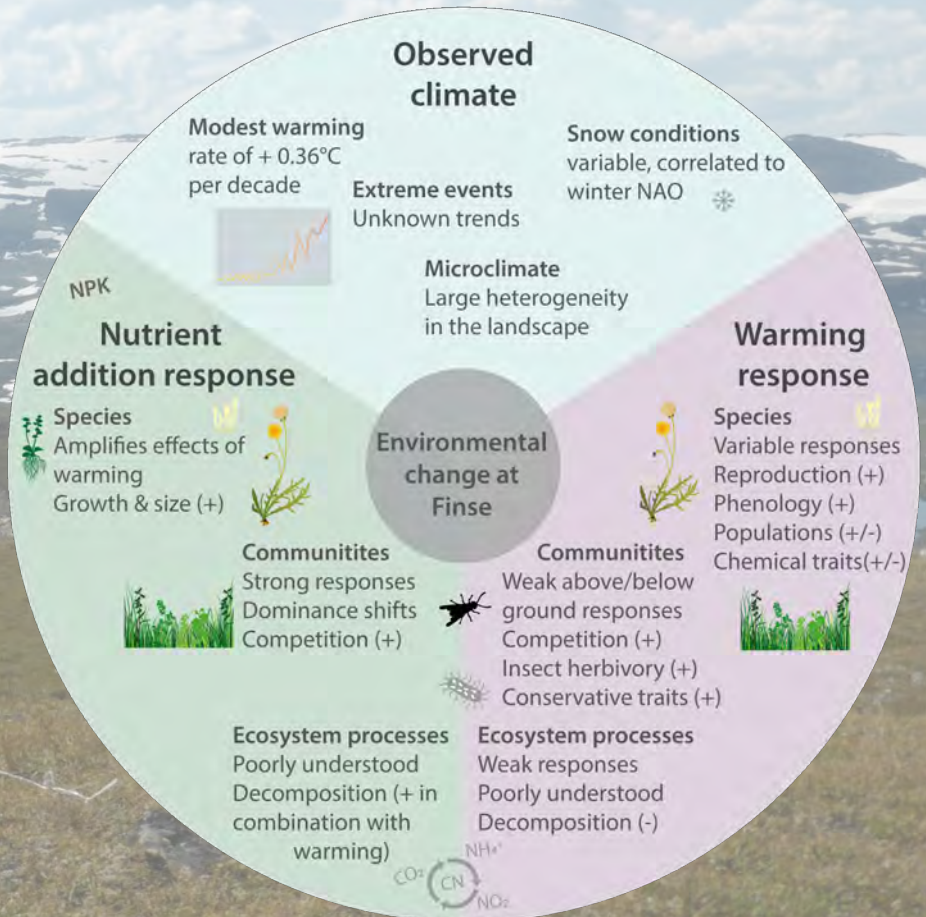 Observed
climate
Modest warming
rate of + 0.36°C
per decade
Snow conditions
variable, correlated to
winter NAO
Extreme events
Unknown trends
Microclimate
Large heterogeneity
in the landscape
NPK
Nutrient
addition response
Species
Amplifies effects of
warming
Growth & size (+)
Communitites
Strong responses
Dominance shifts
Competition (+)
Ecosystem processes
Poorly understood
Decomposition (+ in
combination with
warming)
Environmental
change at
Finse
Warming
response
Species
Variable responses
Reproduction (+)
Phenology (+)
Populations (+/-)
Chemical traits(+/-)
Communitites
Weak above/below
ground responses
Competition (+)
Insect herbivory (+)
Conservative traits (+)
Ecosystem processes
Weak responses
Poorly understood
Decomposition (-)
NH₄⁺
CO₂
CN
NO₂